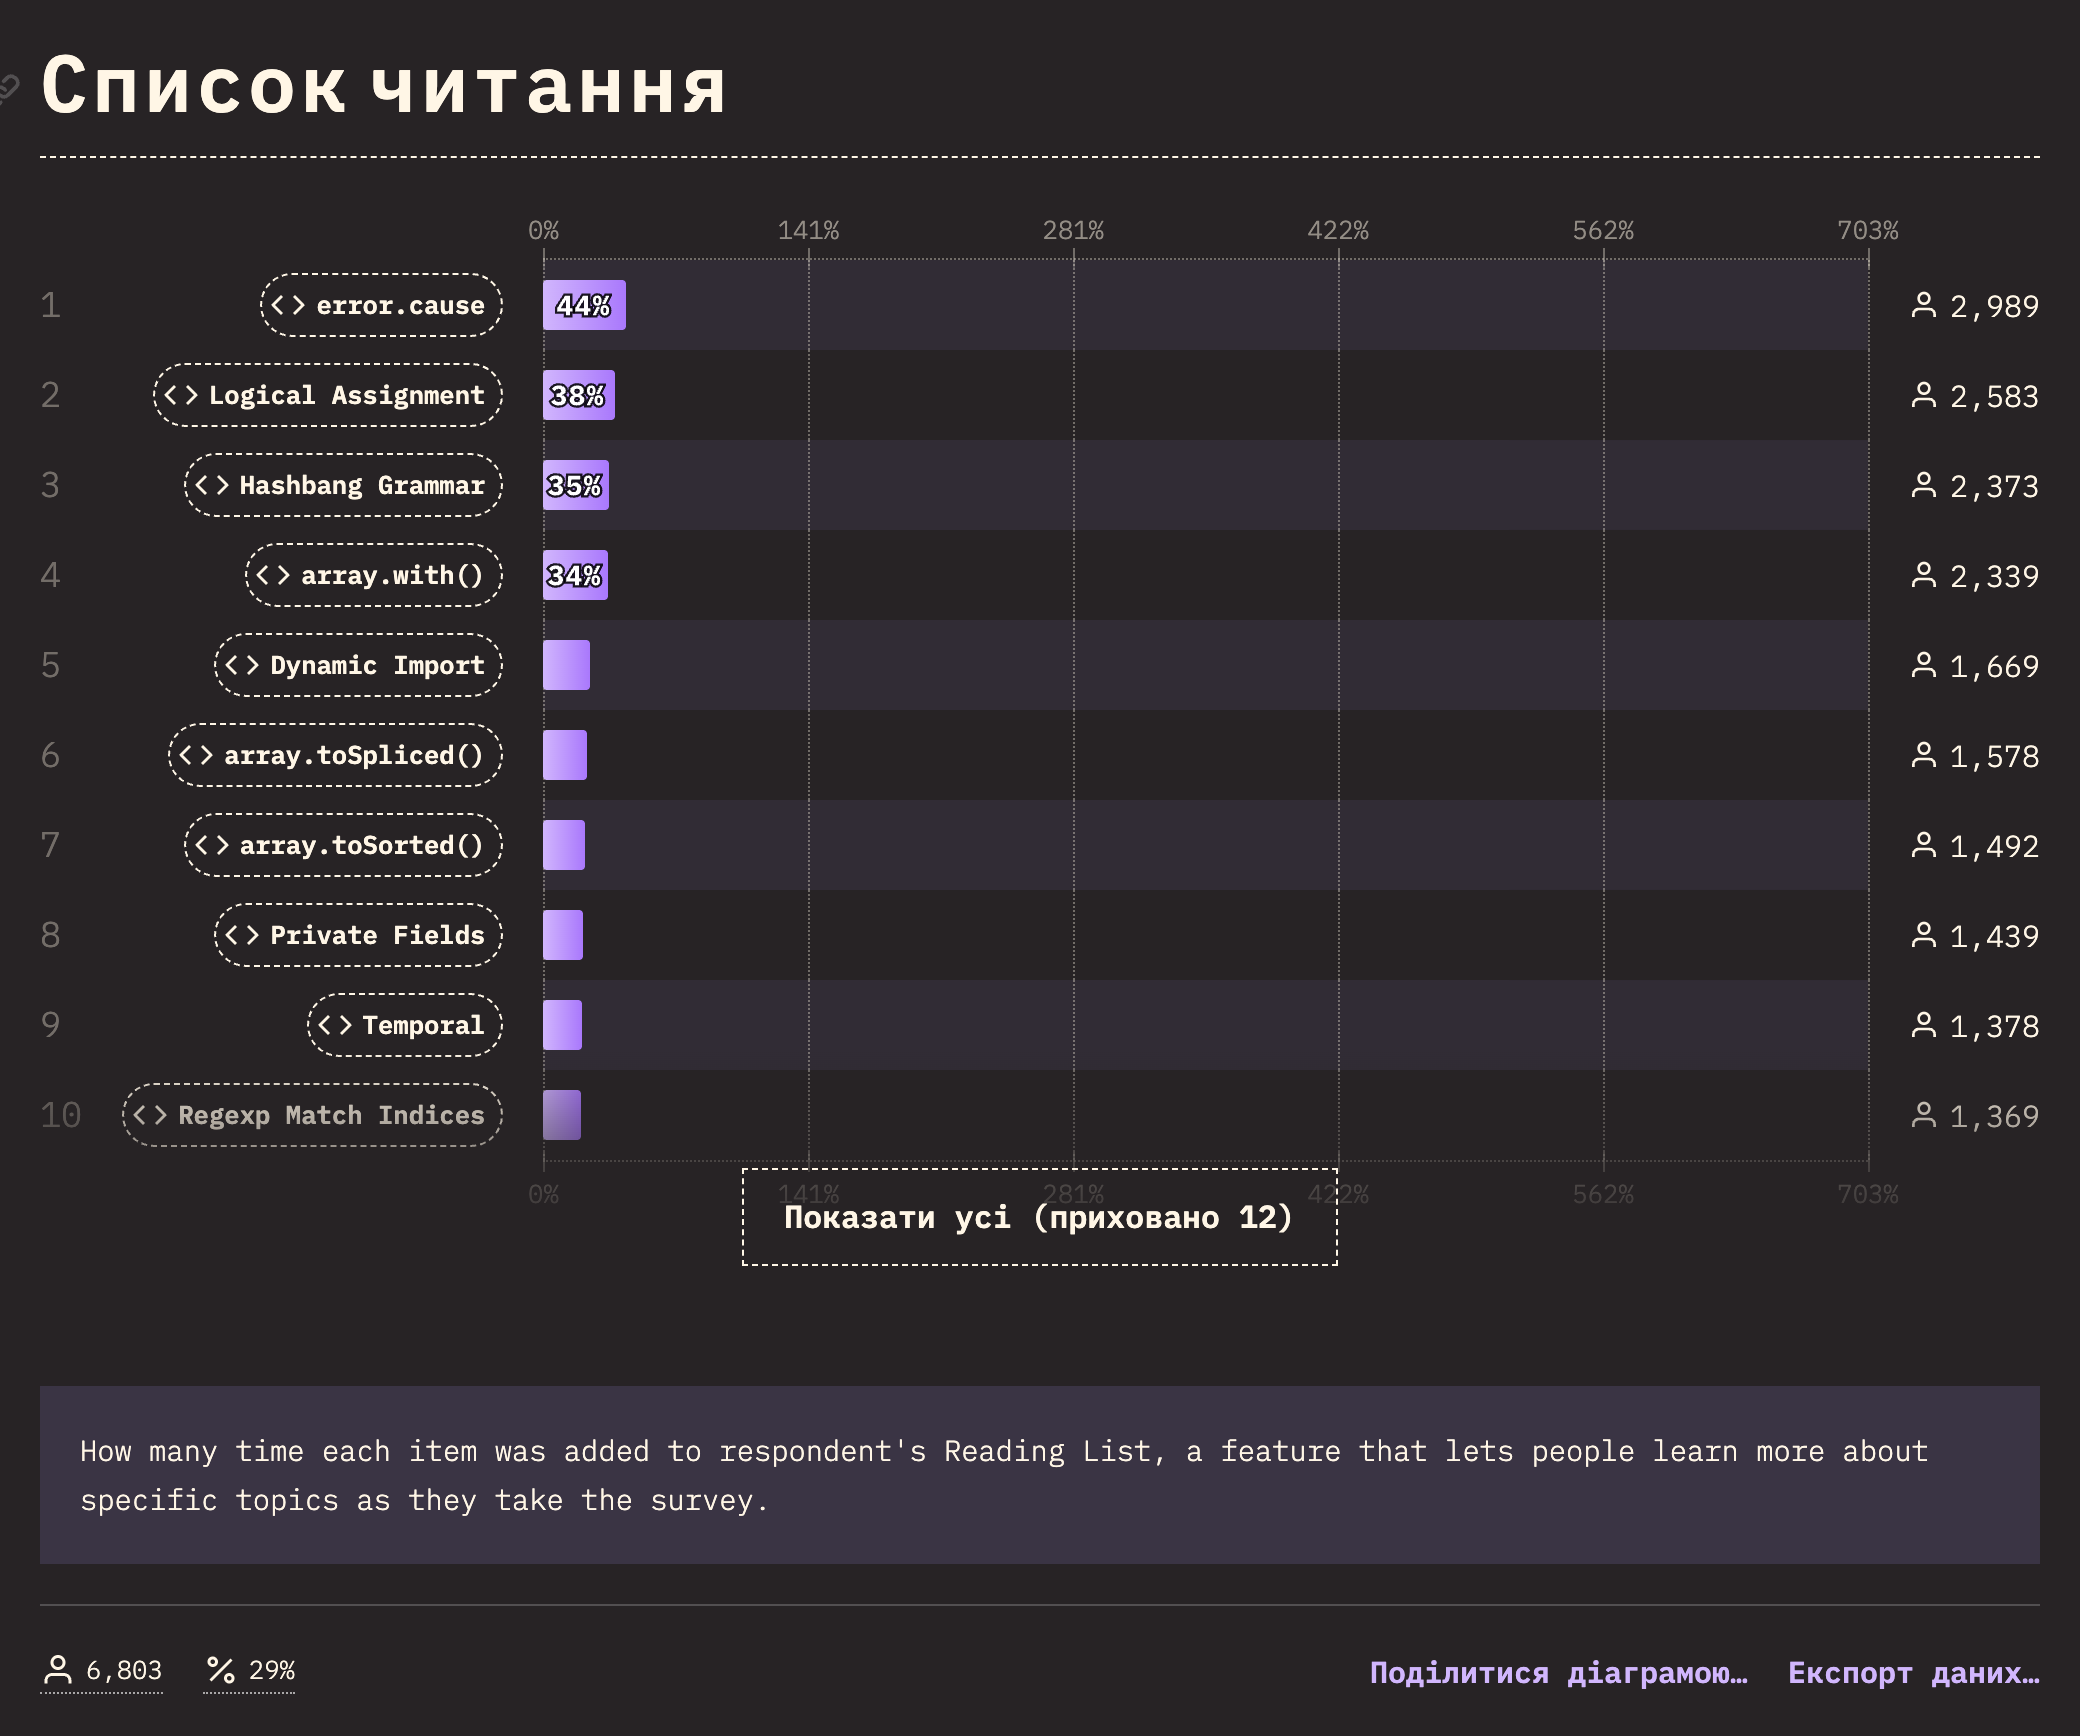 Список читання
0% 141% 281% 422% 562% 703%
1 <> error.cause 44% 2,989
2 <> Logical Assignment 38% 2,583
3 <> Hashbang Grammar 35% 2,373
4 <> array.with() 34% 2,339
5 <> Dynamic Import 1,669
6 <> array.toSpliced() 1,578
7 <> array.toSorted() 1,492
8 <> Private Fields 1,439
9 <> Temporal 1,378
10 <> Regexp Match Indices 1,369
0% 141% 281% 422% 562% 703%
Показати усі (приховано 12)
How many time each item was added to respondent's Reading List, a feature that lets people learn more about
specific topics as they take the survey.
6,803 % 29% Поділитися діаграмою… Експорт даних…